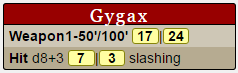 Gygax
Weapon1-50'/100' 17|24
Hit d8+3 7|3 slashing